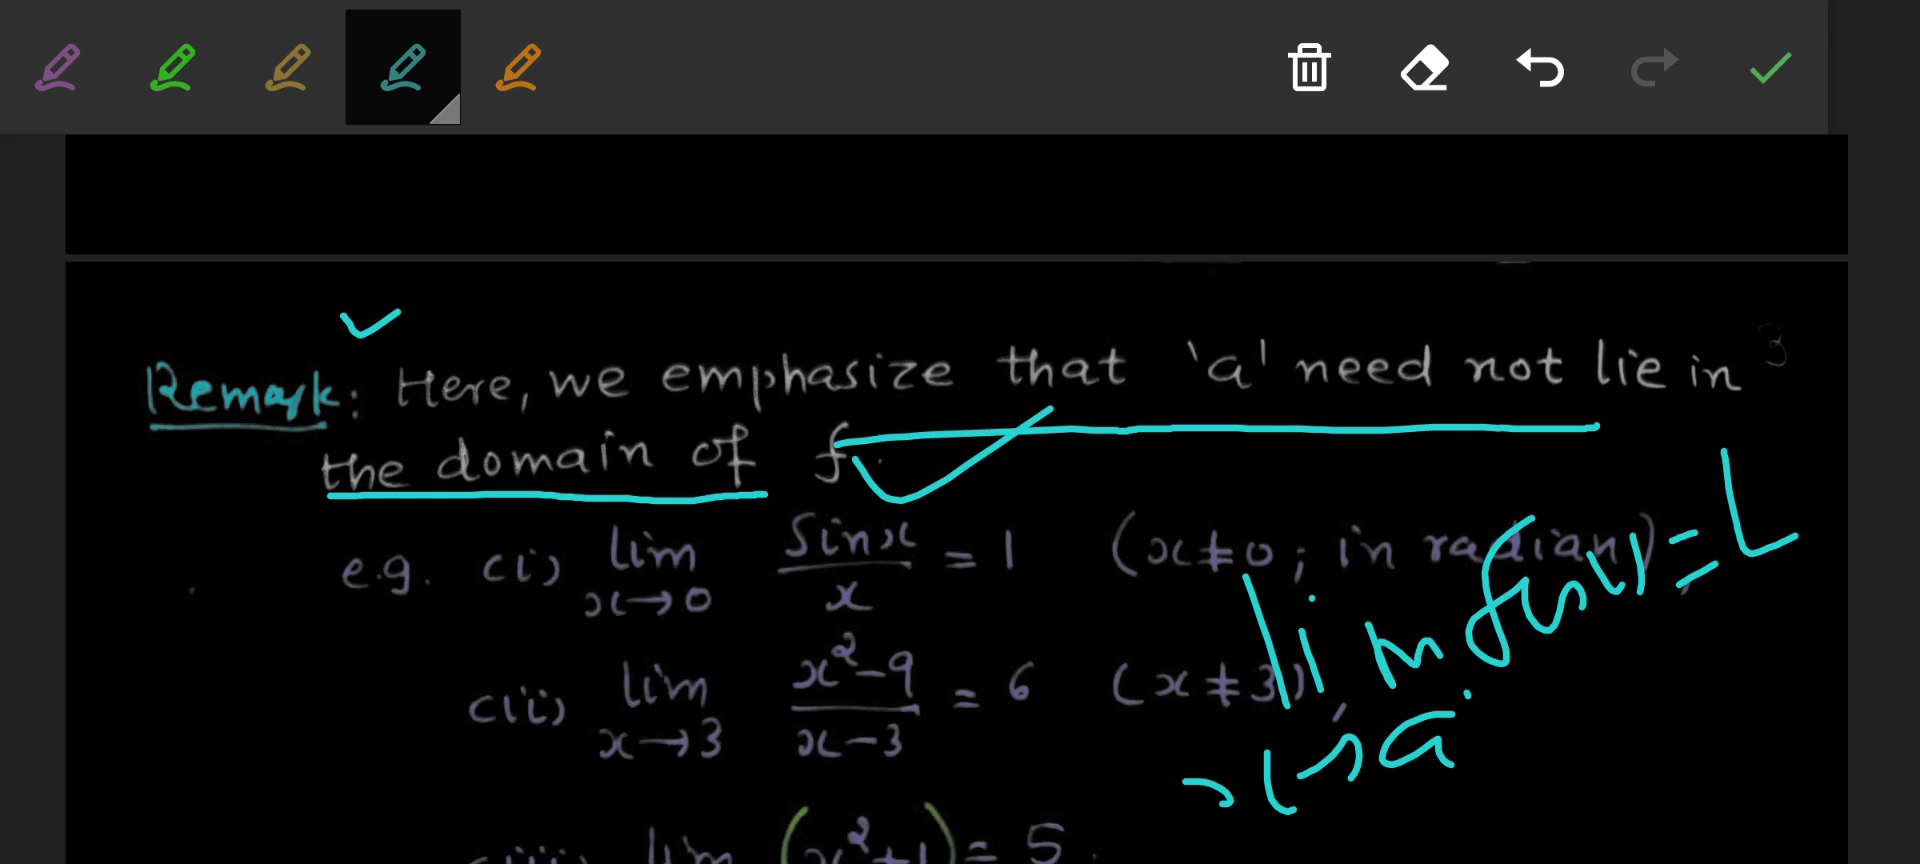 Remark: Here, we emphasize that 'a' need not lie in
the domain of f.
e.g. (i) lim x→0 sinx/x = 1 (x≠0; in radian),
(ii) lim x→3 x²-9/x-3 = 6 (x≠3),
lim f(x) = L
x→a
(iii) lim (x²+1) = 5.